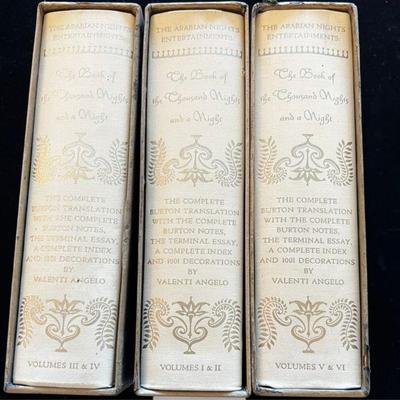 THE ARABIAN NIGHTS
ENTERTAINMENTS:
The Book of
the Thousand Nights
and a Night
THE COMPLETE
BURTON TRANSLATION
WITH THE COMPLETE
BURTON NOTES,
THE TERMINAL ESSAY,
A COMPLETE INDEX
AND 1001 DECORATIONS
BY
VALENTI ANGELO
VOLUMES III & IV
THE ARABIAN NIGHTS
ENTERTAINMENTS:
The Book of
the Thousand Nights
and a Night
THE COMPLETE
BURTON TRANSLATION
WITH THE COMPLETE
BURTON NOTES,
THE TERMINAL ESSAY,
A COMPLETE INDEX
AND 1001 DECORATIONS
BY
VALENTI ANGELO
VOLUMES I & II
THE ARABIAN NIGHTS
ENTERTAINMENTS:
The Book of
the Thousand Nights
and a Night
THE COMPLETE
BURTON TRANSLATION
WITH THE COMPLETE
BURTON NOTES,
THE TERMINAL ESSAY,
A COMPLETE INDEX
AND 1001 DECORATIONS
BY
VALENTI ANGELO
VOLUMES V & VI